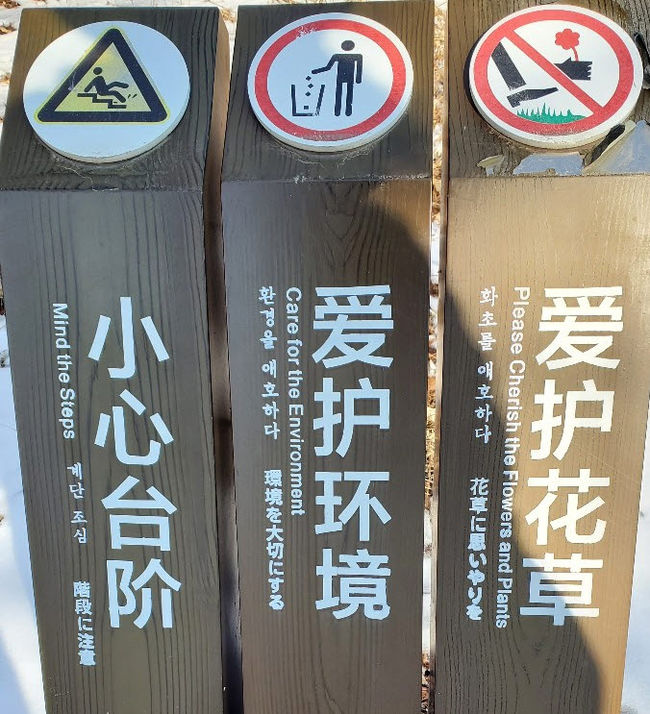 小心台阶
Mind the Steps
계단 조심
階段に注意
爱护环境
Care for the Environment
환경을 애호하다
環境を大切にする
爱护花草
Please Cherish the Flowers and Plants
화초를 애호하다
花草に思いやりを